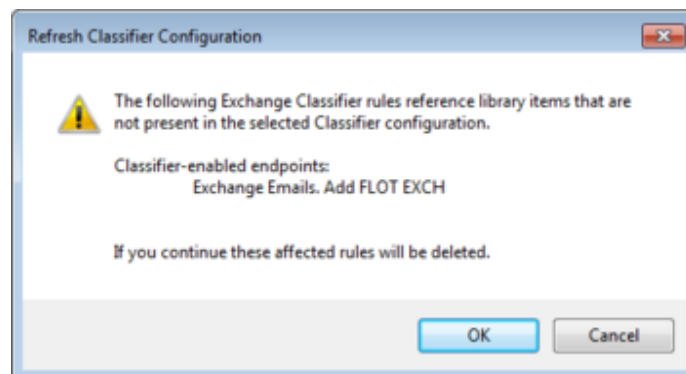 Refresh Classifier Configuration
The following Exchange Classifier rules reference library items that are
not present in the selected Classifier configuration.
Classifier-enabled endpoints:
Exchange Emails. Add FLOT EXCH
If you continue these affected rules will be deleted.
OK
Cancel